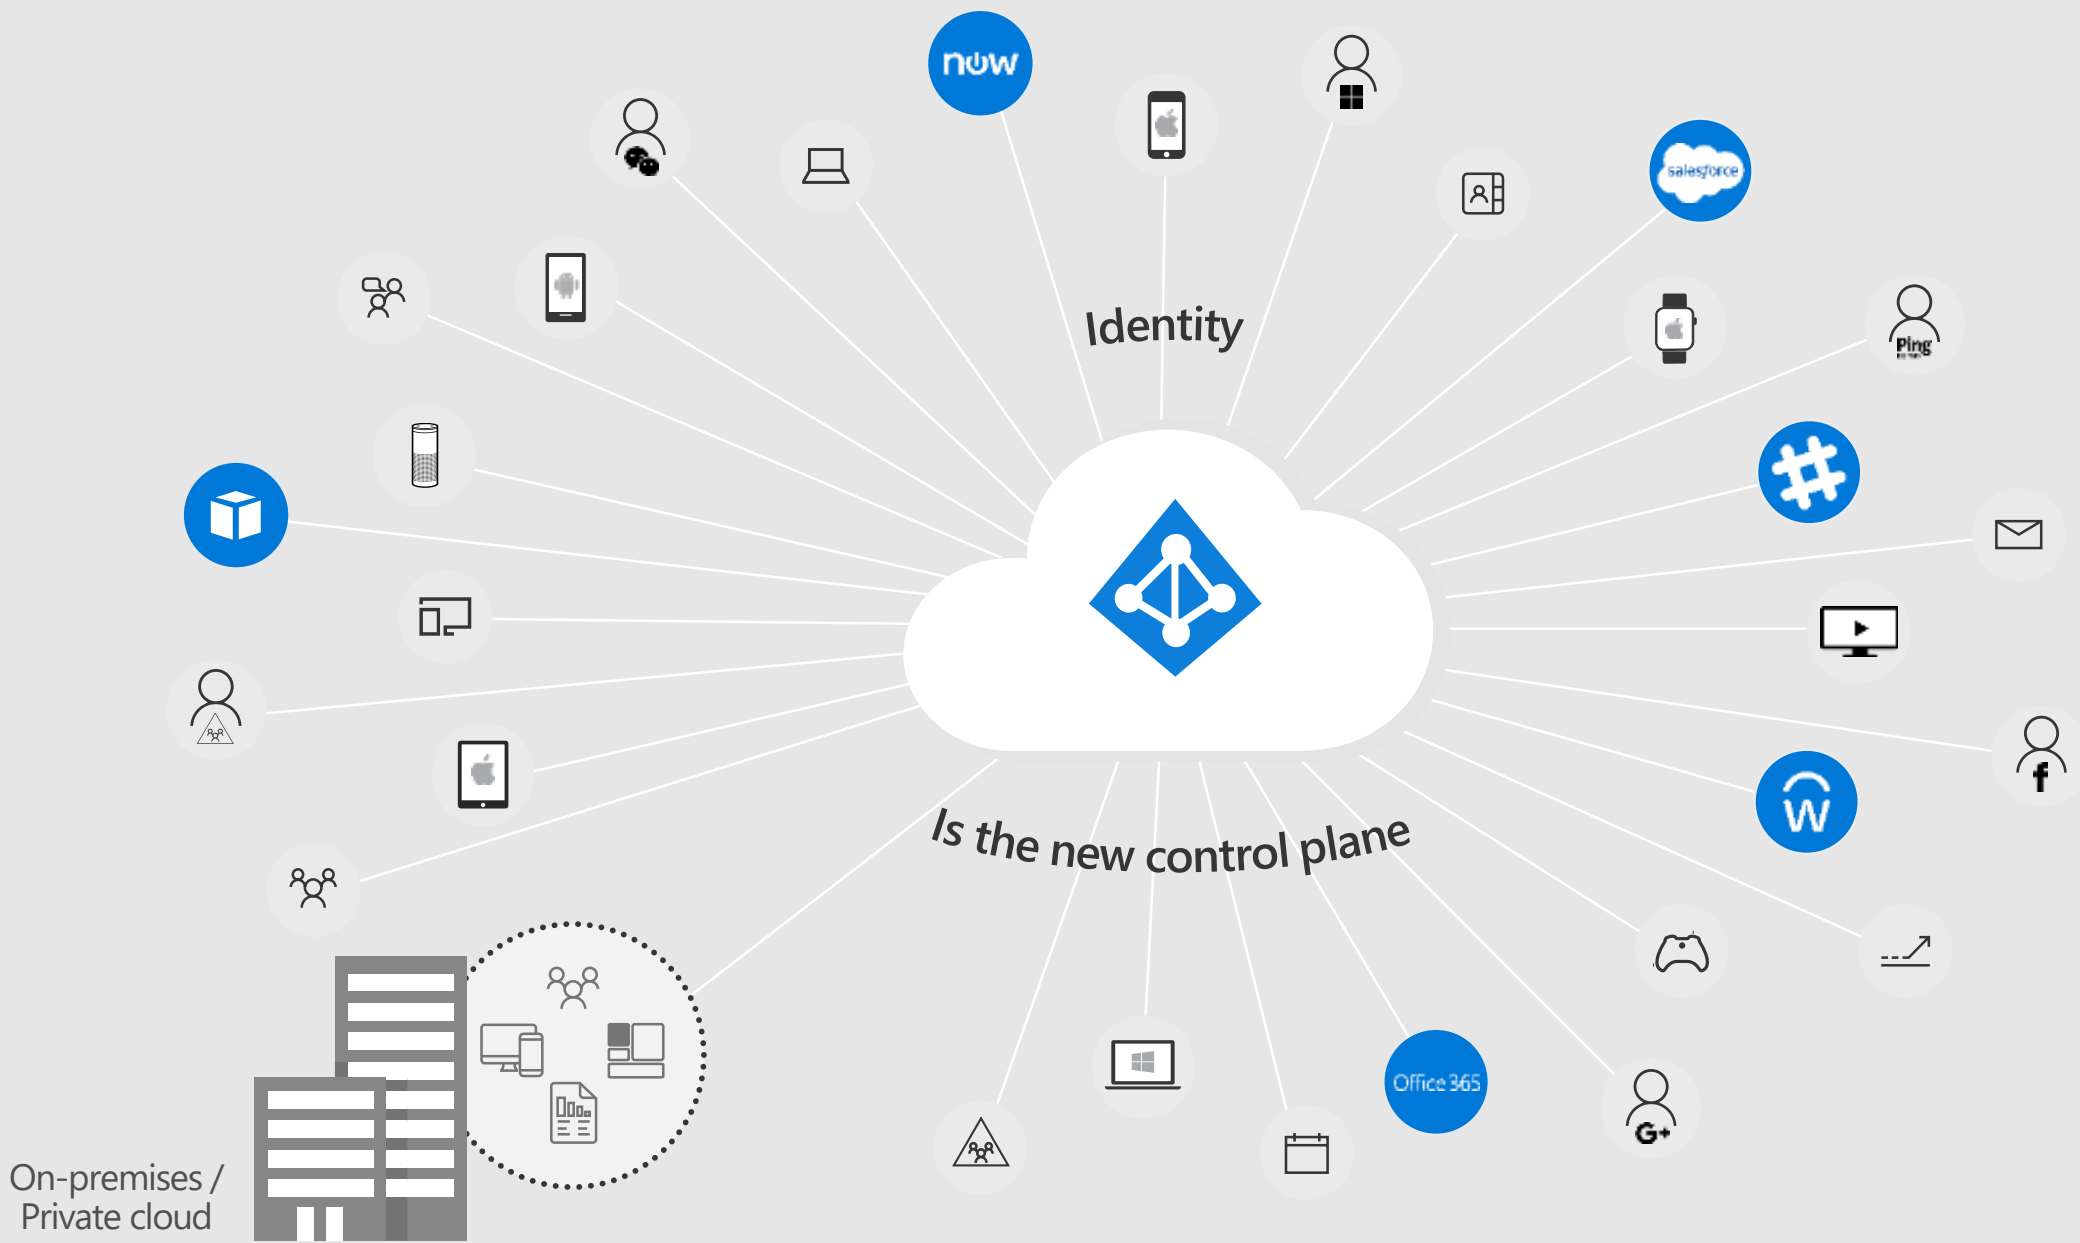 now
salesforce
Identity
Ping
f
W
Is the new control plane
Office 365
G+
On-premises /
Private cloud